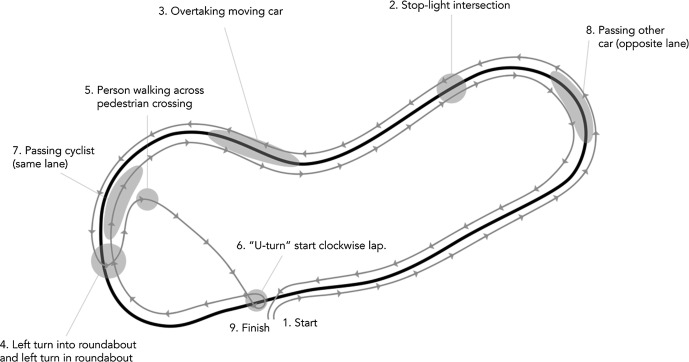 2. Stop-light intersection
3. Overtaking moving car
8. Passing other
car (opposite lane)
5. Person walking across
pedestrian crossing
7. Passing cyclist
(same lane)
6. “U-turn” start clockwise lap.
9. Finish
1. Start
4. Left turn into roundabout
and left turn in roundabout